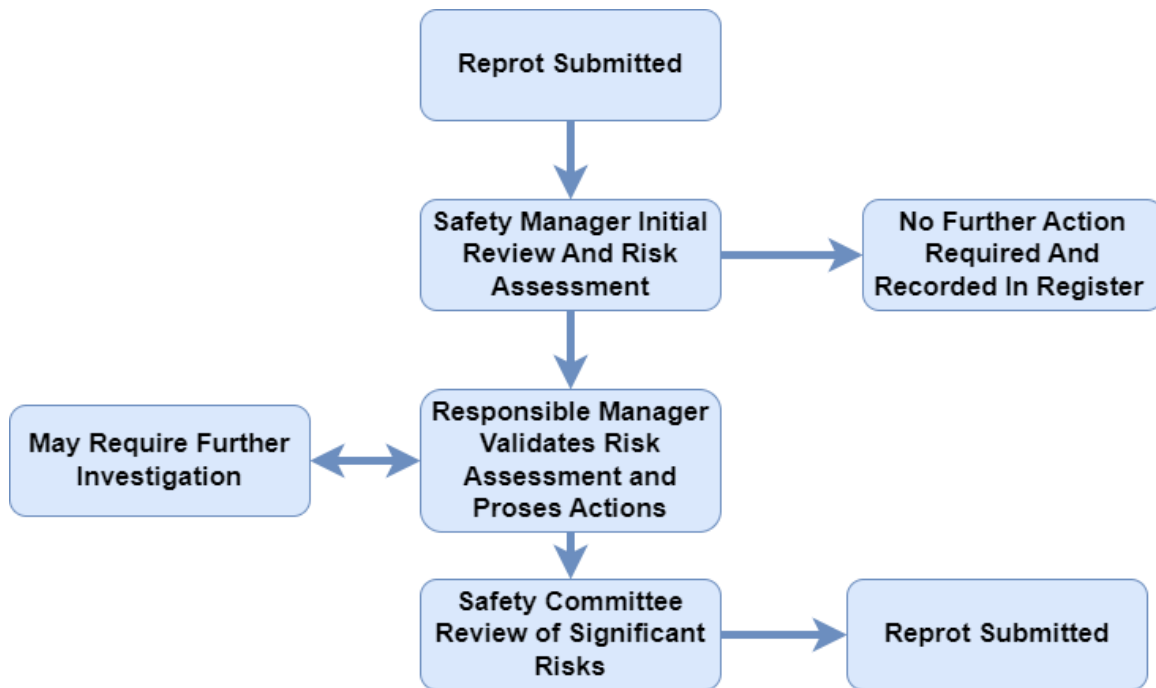 Reprot Submitted
Safety Manager Initial
Review And Risk
Assessment
No Further Action
Required And
Recorded In Register
May Require Further
Investigation
Responsible Manager
Validates Risk
Assessment and
Proses Actions
Safety Committee
Review of Significant
Risks
Reprot Submitted